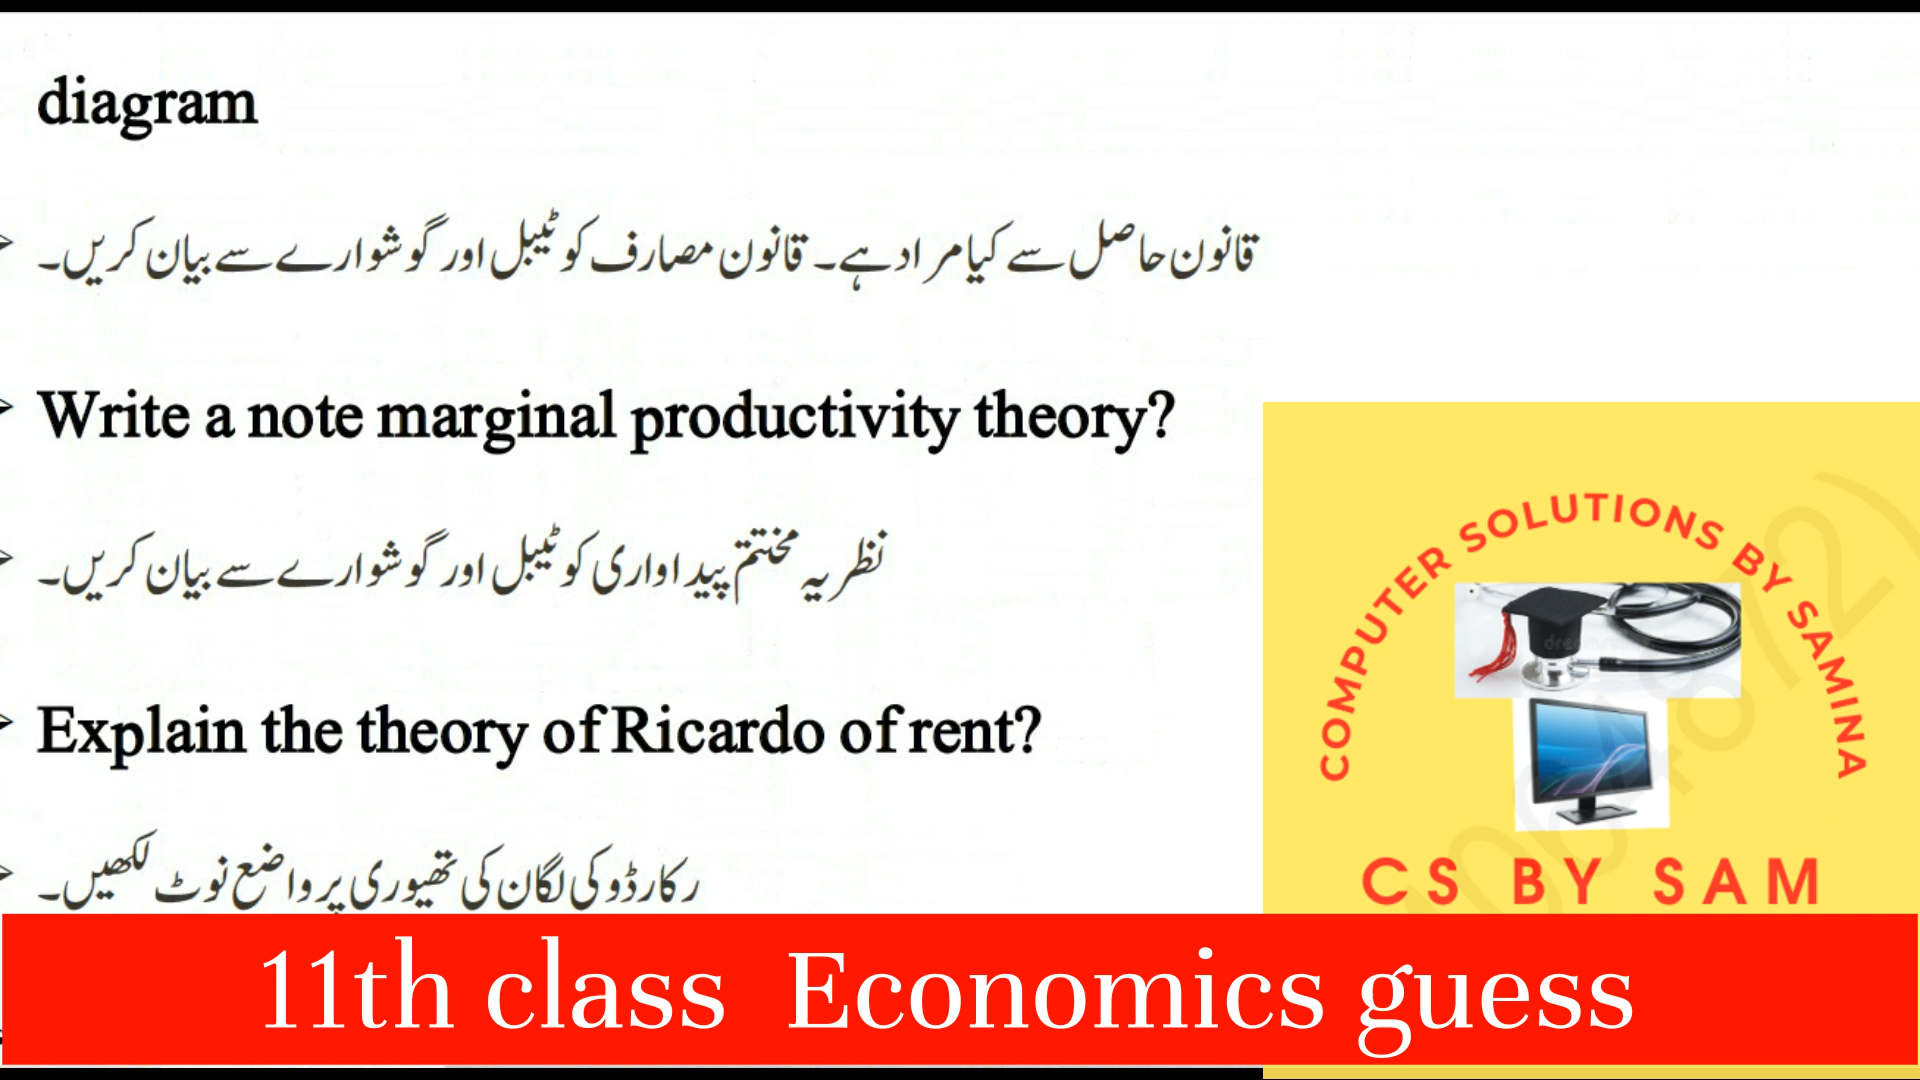 diagram
قانون حاصل سے کیا مراد ہے۔ قانون مصارف کو ٹیبل اور گوشوارے سے بیان کریں۔
Write a note marginal productivity theory?
نظریہ مختتم پیداواری کو ٹیبل اور گوشوارے سے بیان کریں۔
Explain the theory of Ricardo of rent?
رکارڈو کی لگان کی تھیوری پر واضع نوٹ لکھیں۔
COMPUTER SOLUTIONS BY SAMINA
CS BY SAM
11th class Economics guess